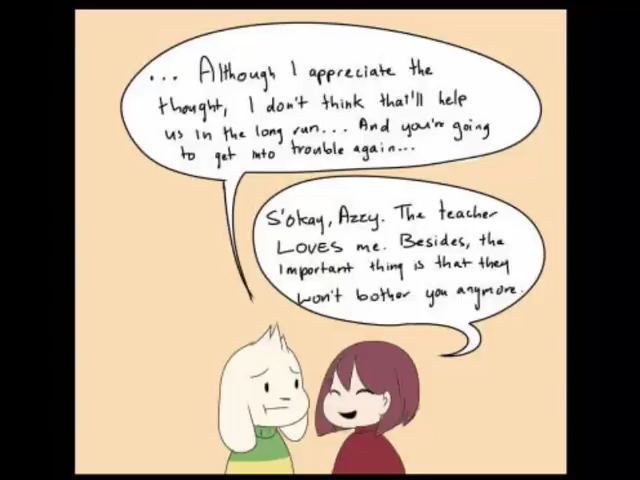 ... Although I appreciate the
thought, I don't think that'll help
us in the long run... And you're going
to get into trouble again...
S'okay, Azzy. The teacher
LOVES me. Besides, the
important thing is that they
won't bother you anymore.